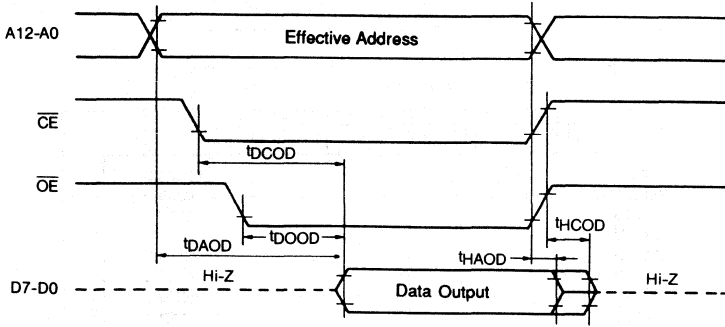 A12-A0
Effective Address
CE
tDCOD
OE
tDAOD
tDOOD
tHCOD
tHAOD
D7-D0
Hi-Z
Data Output
Hi-Z